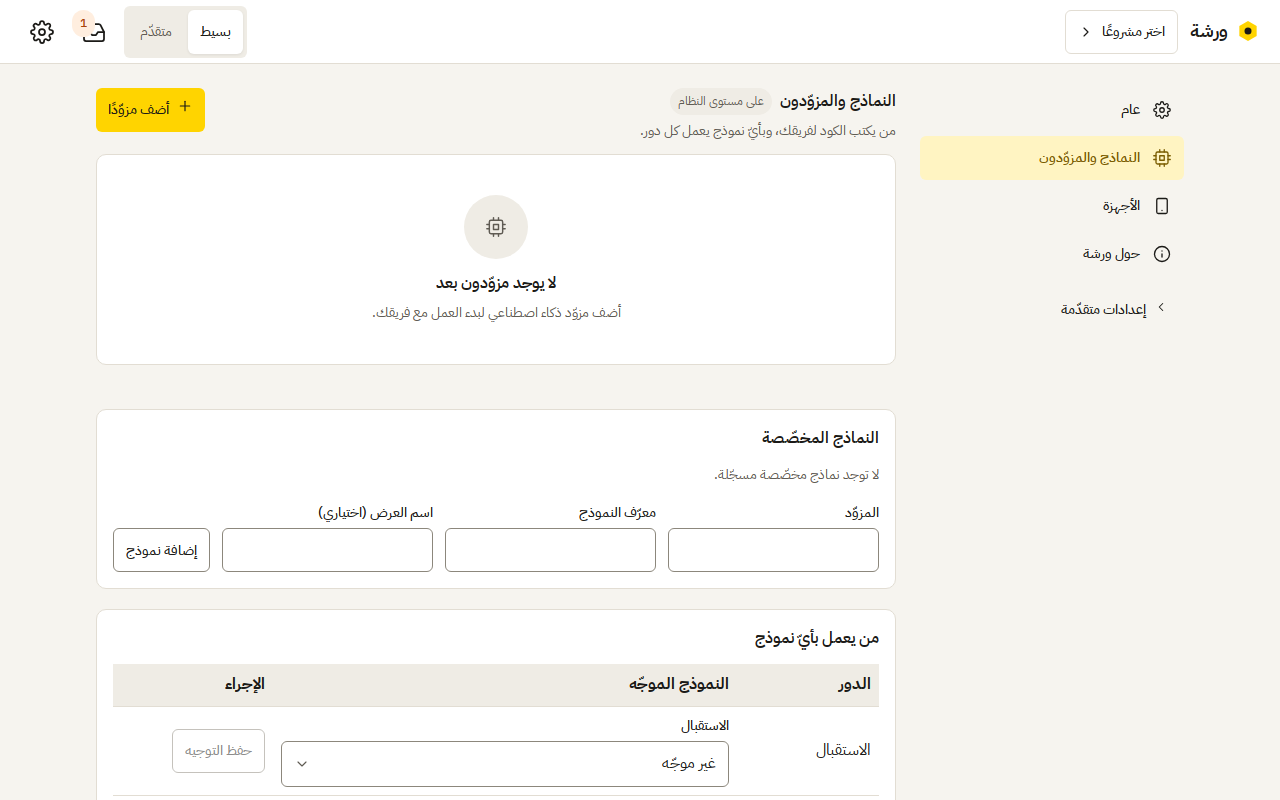 ورشة
اختر مشروعًا
بسيط
متقدّم
1
عام
النماذج والمزوّدون
الأجهزة
حول ورشة
إعدادات متقدّمة
النماذج والمزوّدون
على مستوى النظام
من يكتب الكود لفريقك، وبأيّ نموذج يعمل كل دور.
أضف مزوّدًا
لا يوجد مزوّدون بعد
أضف مزوّد ذكاء اصطناعي لبدء العمل مع فريقك.
النماذج المخصّصة
لا توجد نماذج مخصّصة مسجّلة.
المزوّد
معرّف النموذج
اسم العرض (اختياري)
إضافة نموذج
من يعمل بأيّ نموذج
الدور
النموذج الموجّه
الإجراء
الاستقبال
الاستقبال
غير موجّه
حفظ التوجيه